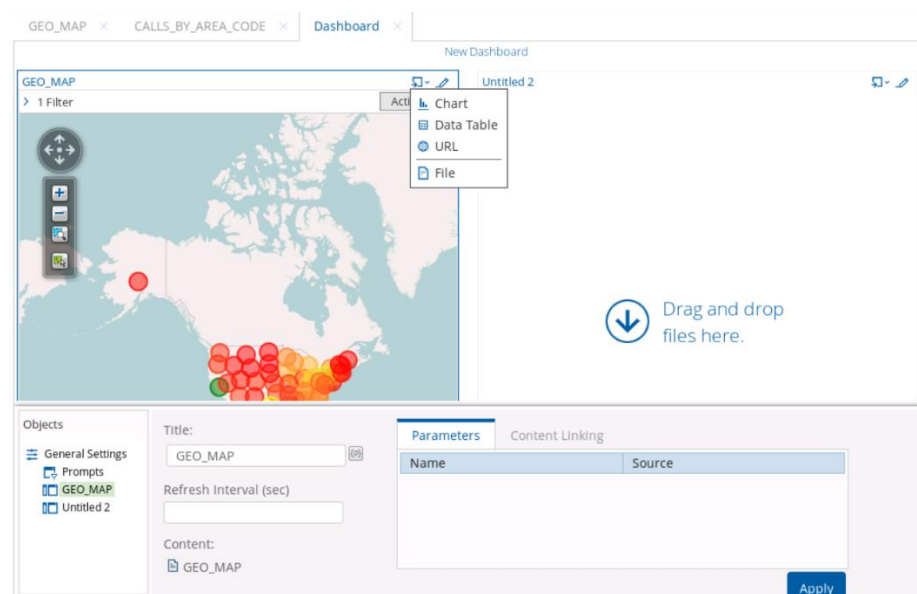 GEO_MAP × CALLS_BY_AREA_CODE × Dashboard ×
New Dashboard
GEO_MAP
Untitled 2
1 Filter
Acti
Chart
Data Table
URL
File
Drag and drop
files here.
Objects
General Settings
Prompts
GEO_MAP
Untitled 2
Title:
GEO_MAP
Refresh Interval (sec)
Content:
GEO_MAP
Parameters
Content Linking
Name
Source
Apply